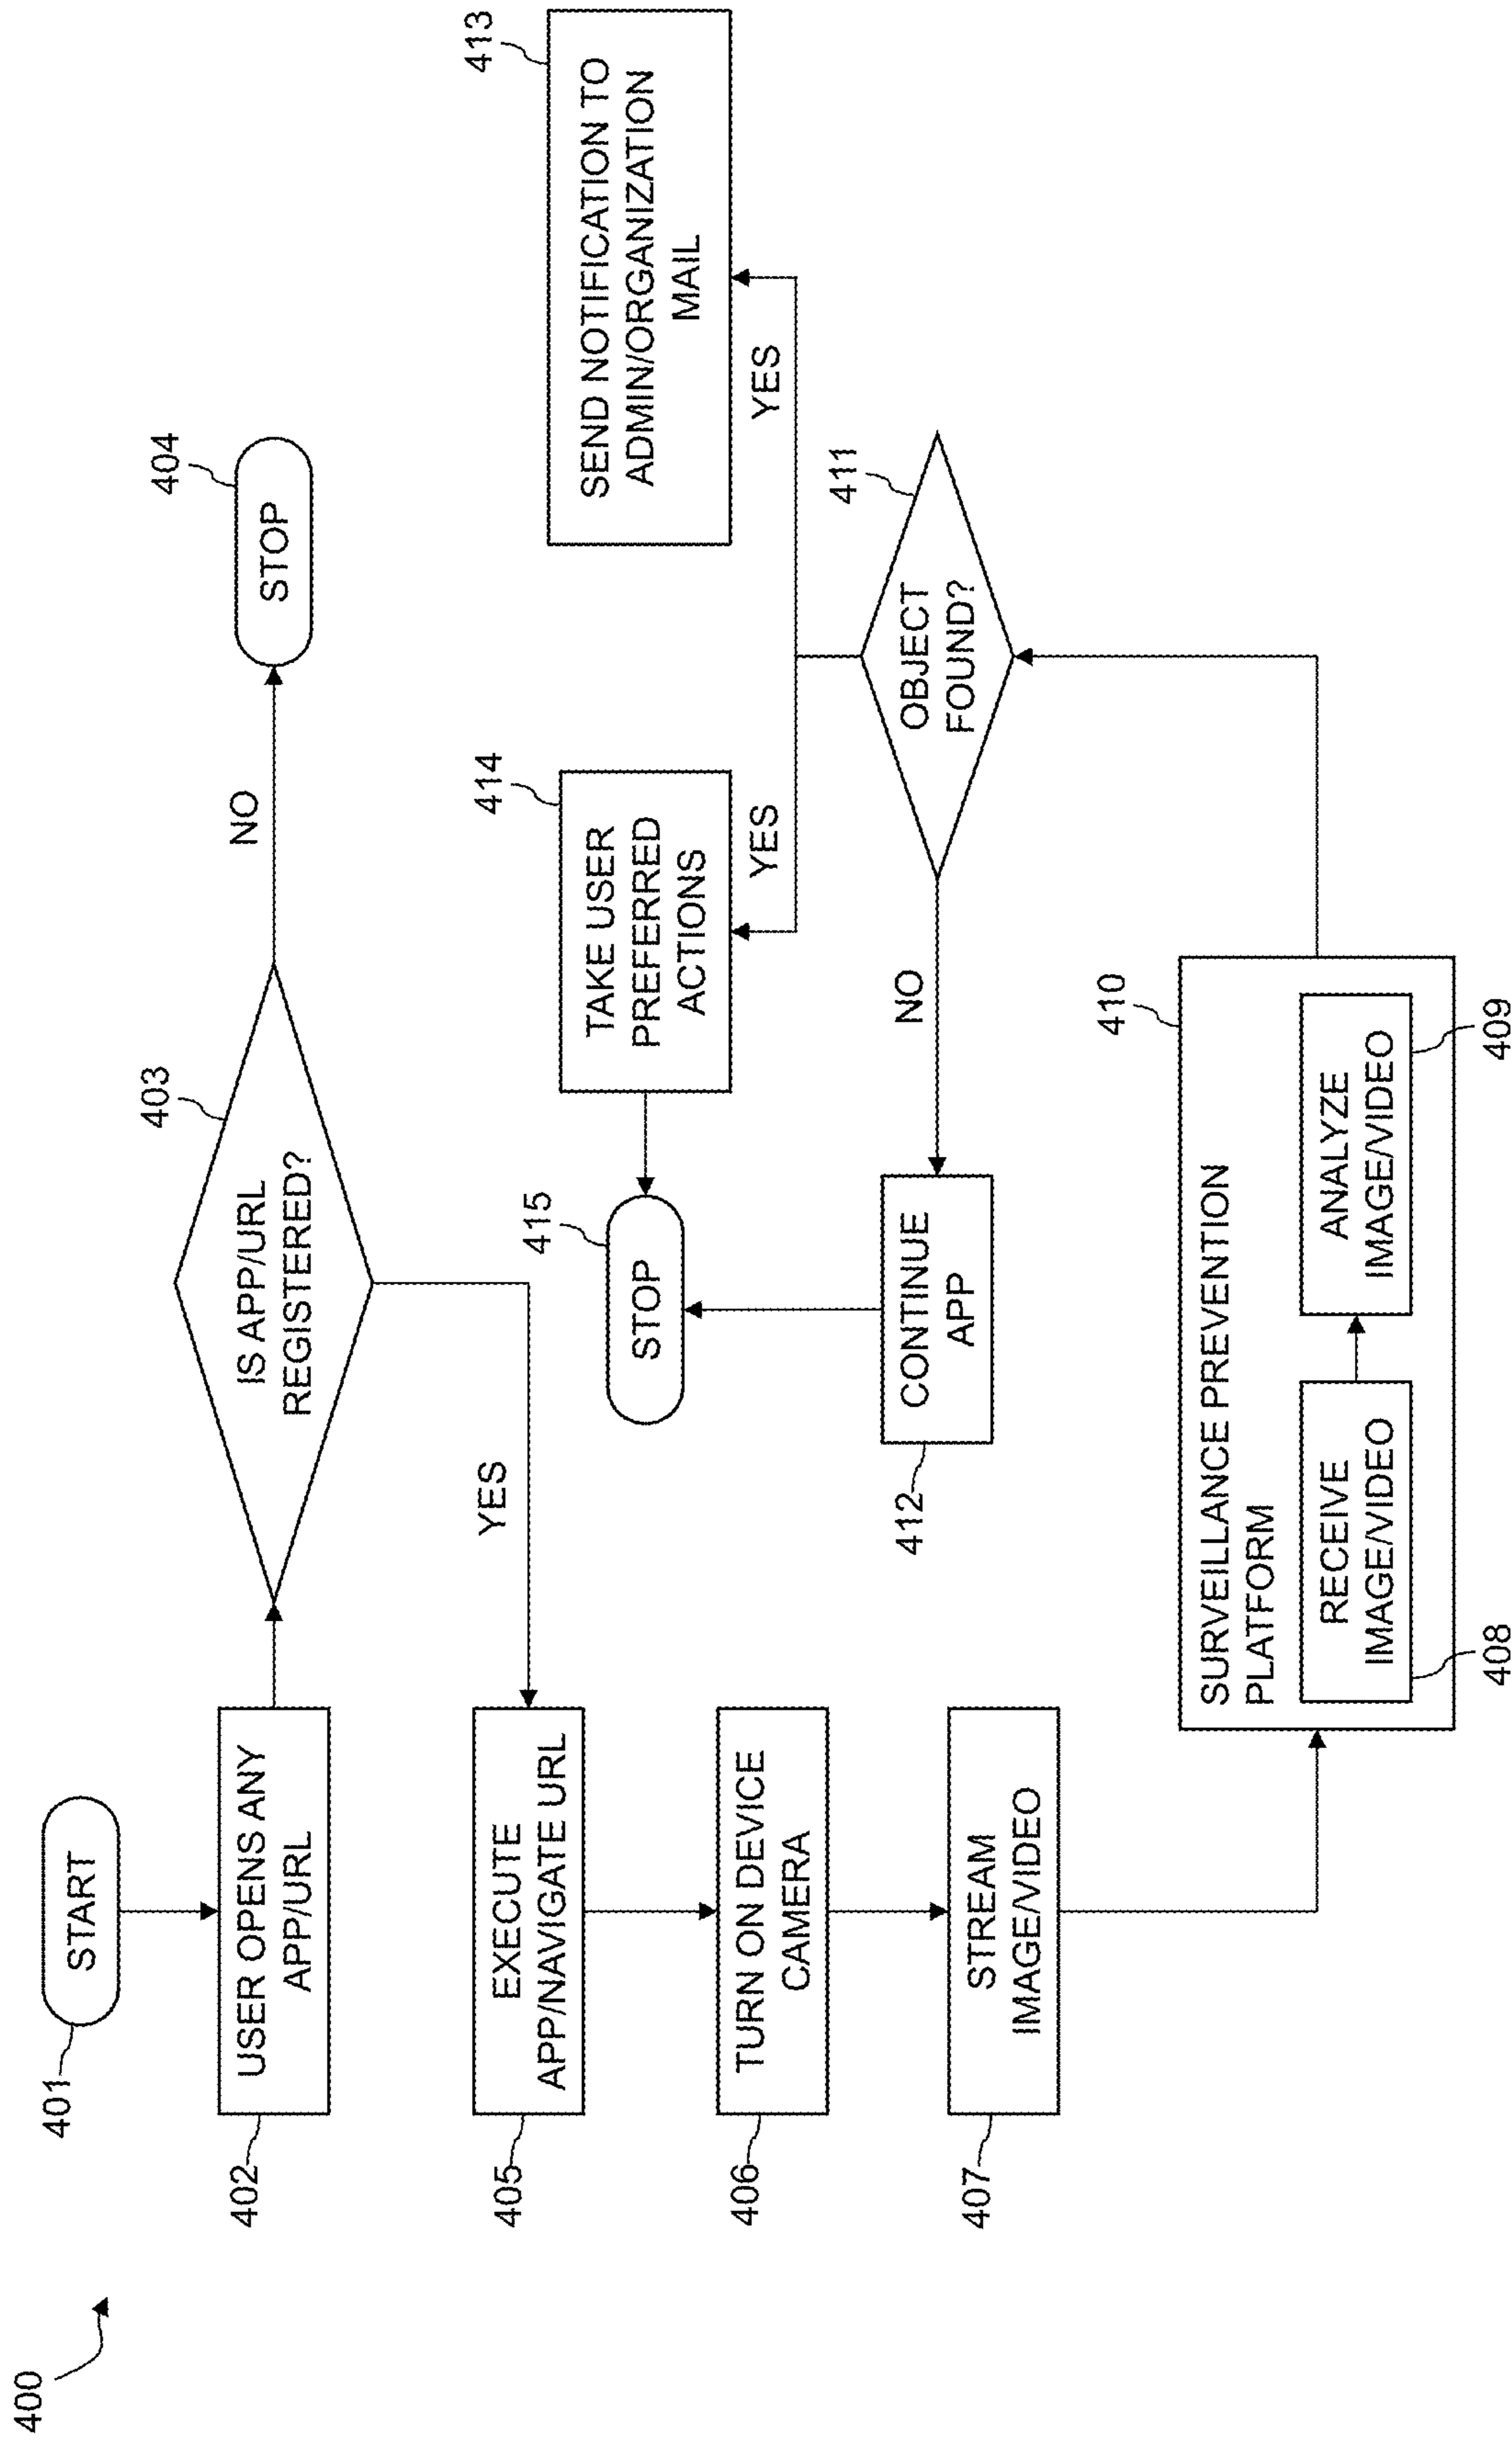 400
401
START
402
USER OPENS ANY
APP/URL
403
IS APP/URL
REGISTERED?
NO
404
STOP
YES
405
EXECUTE
APP/NAVIGATE URL
406
TURN ON DEVICE
CAMERA
407
STREAM
IMAGE/VIDEO
SURVEILLANCE PREVENTION
PLATFORM
410
408
RECEIVE
IMAGE/VIDEO
409
ANALYZE
IMAGE/VIDEO
411
OBJECT
FOUND?
NO
412
CONTINUE
APP
YES
413
SEND NOTIFICATION TO
ADMIN/ORGANIZATION
MAIL
YES
414
TAKE USER
PREFERRED
ACTIONS
415
STOP